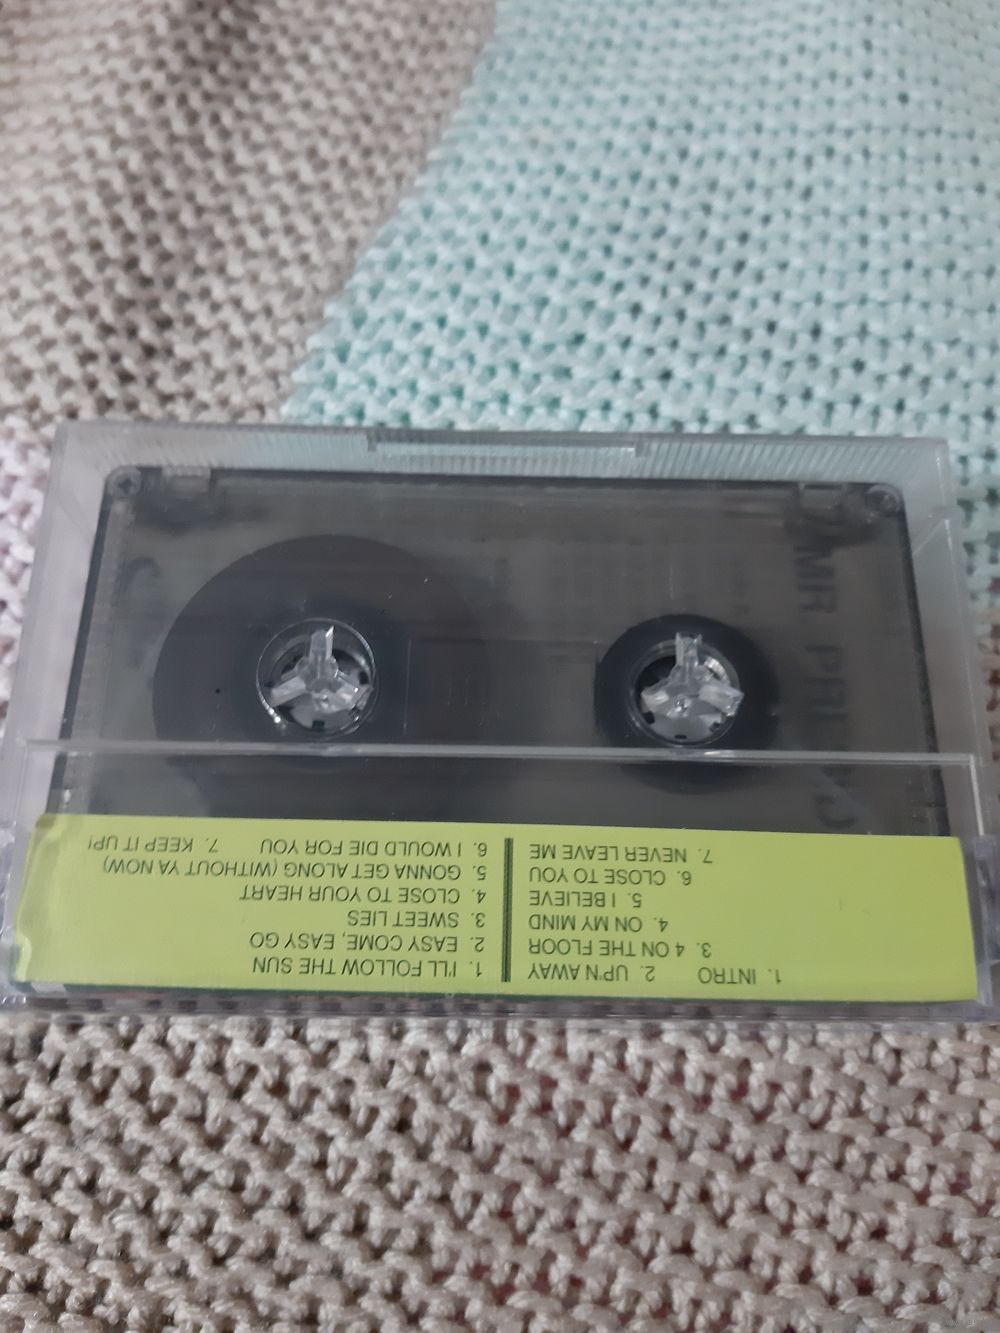 1. INTRO 2. UP'N AWAY
3. 4 ON THE FLOOR
4. ON MY MIND
5. I BELIEVE
6. CLOSE TO YOU
7. NEVER LEAVE ME
1. I'LL FOLLOW THE SUN
2. EASY COME, EASY GO
3. SWEET LIES
4. CLOSE TO YOUR HEART
5. GONNA GET ALONG (WITHOUT YA NOW)
6. I WOULD DIE FOR YOU 7. KEEP IT UP!
MR.